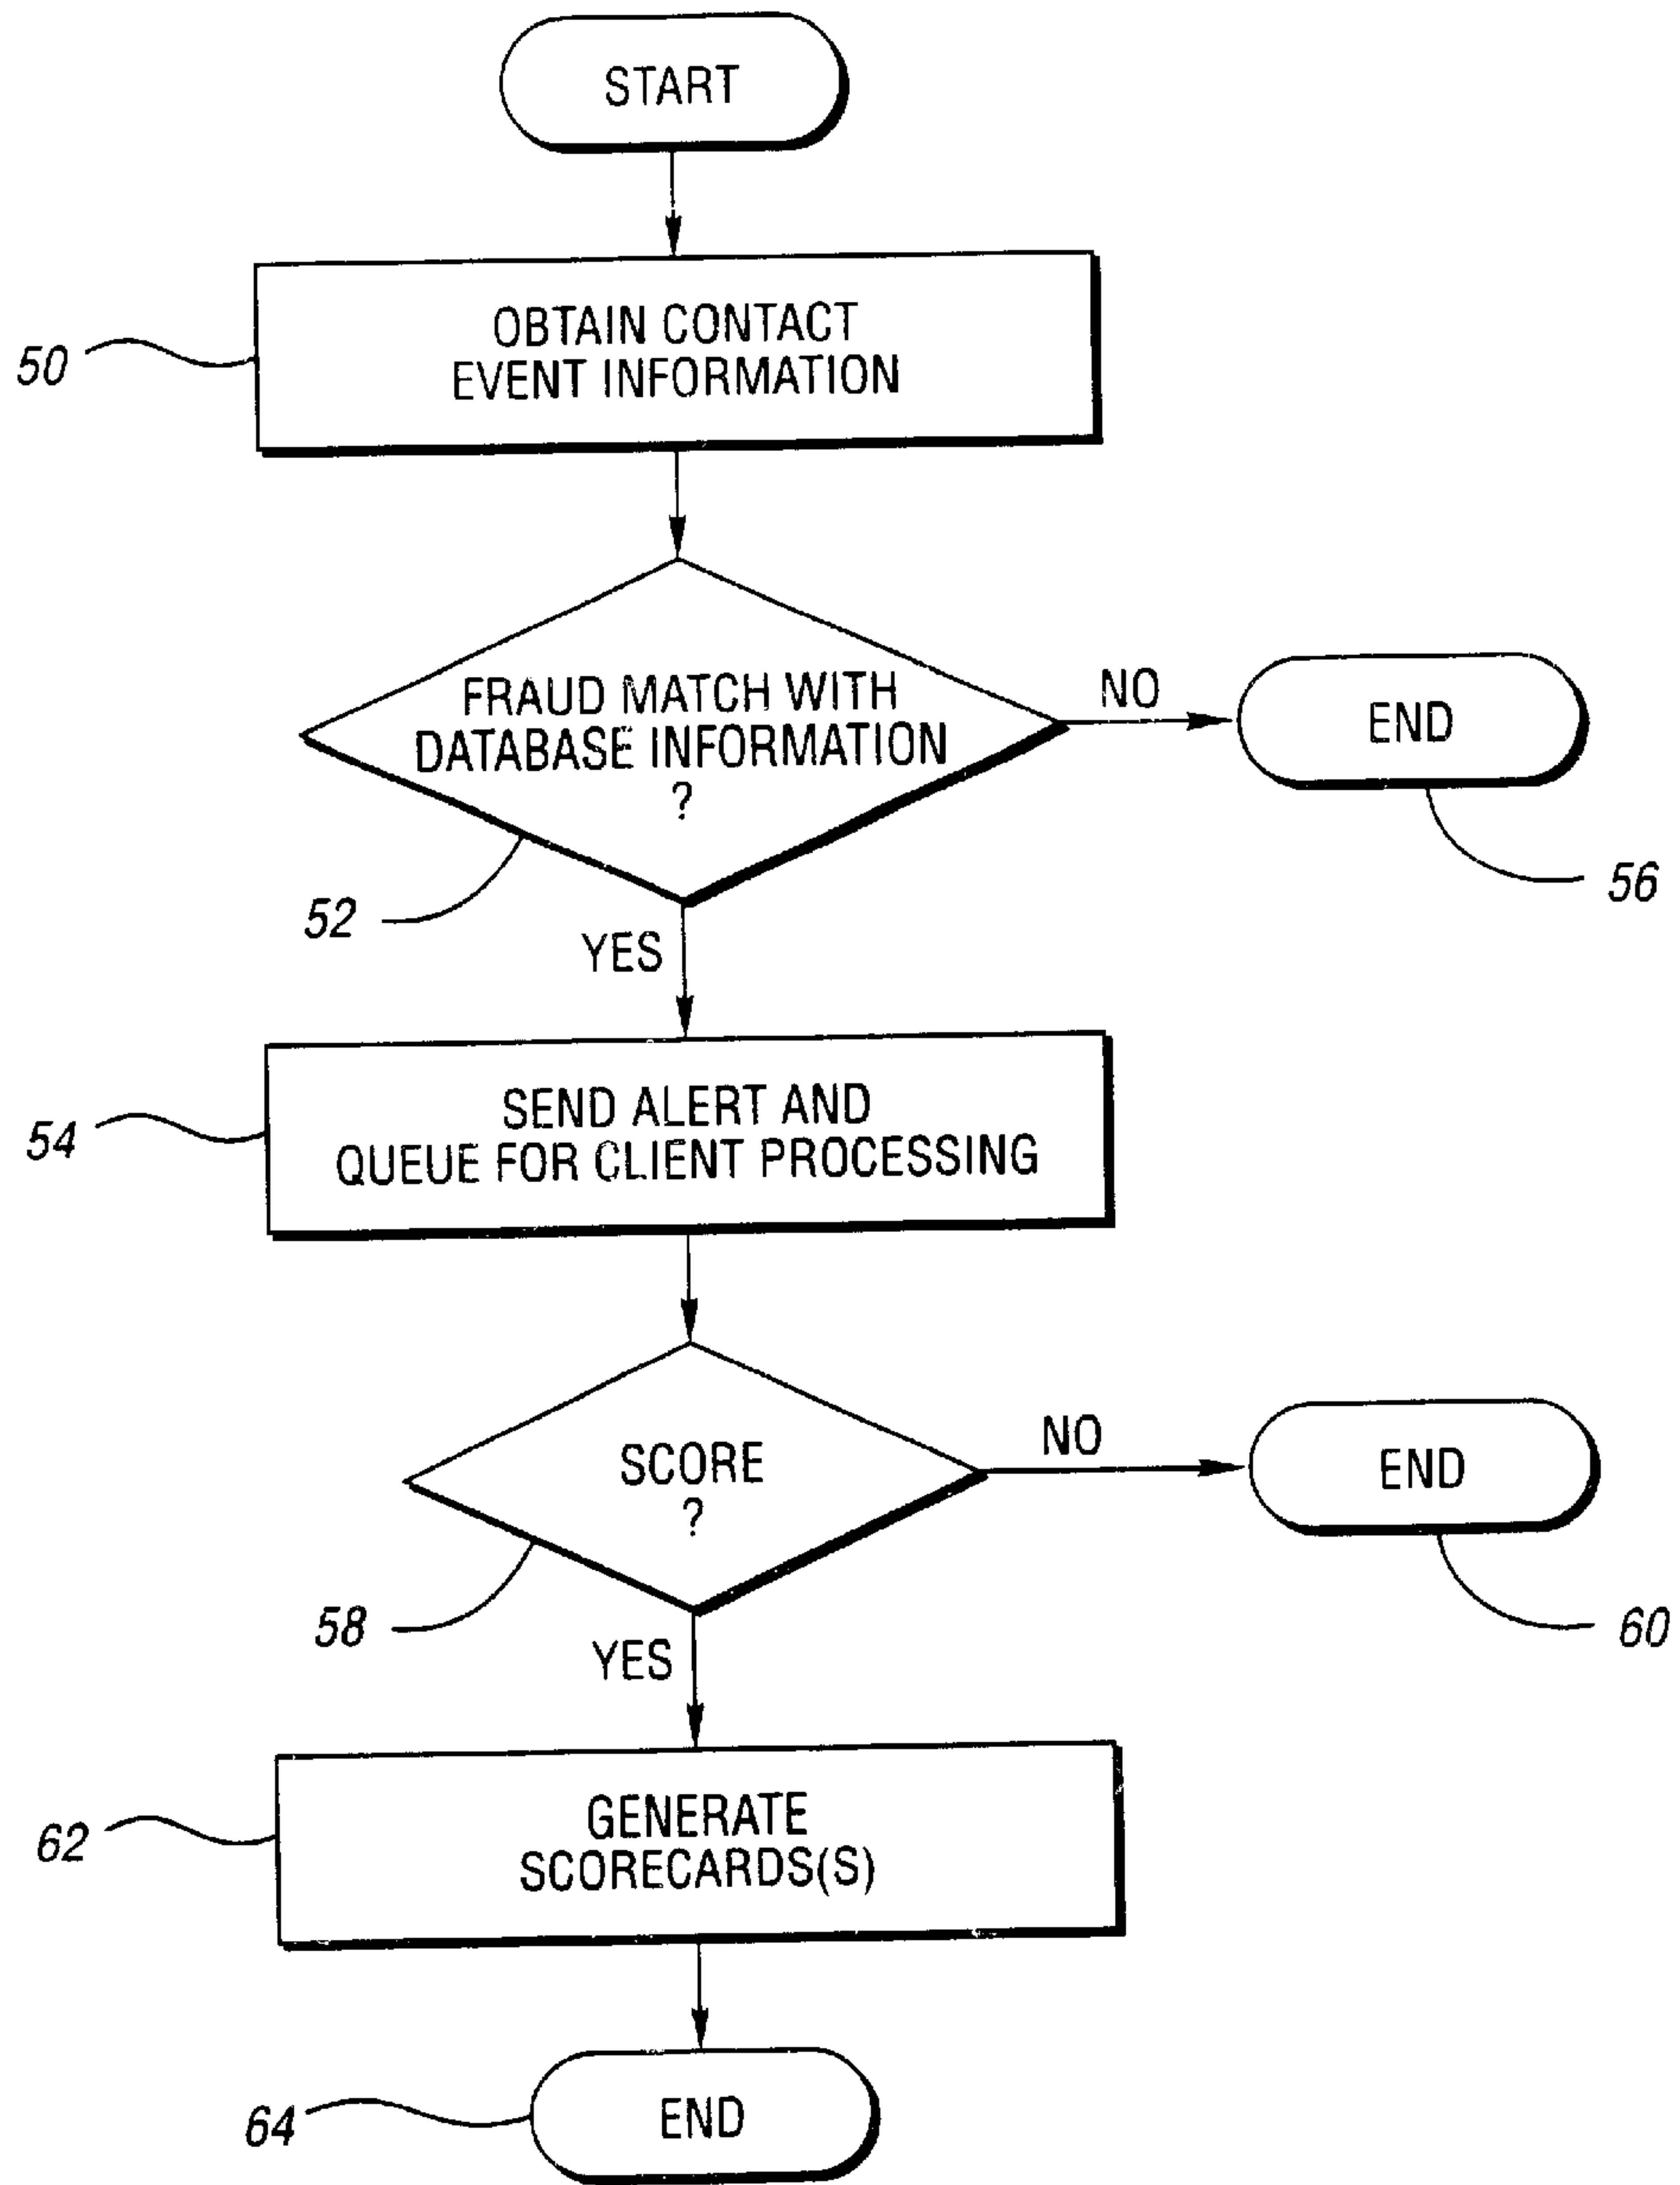 START
OBTAIN CONTACT
EVENT INFORMATION
50
FRAUD MATCH WITH
DATABASE INFORMATION
?
NO
END
52
56
YES
SEND ALERT AND
QUEUE FOR CLIENT PROCESSING
54
SCORE
?
NO
END
58
60
YES
GENERATE
SCORECARDS(S)
62
END
64